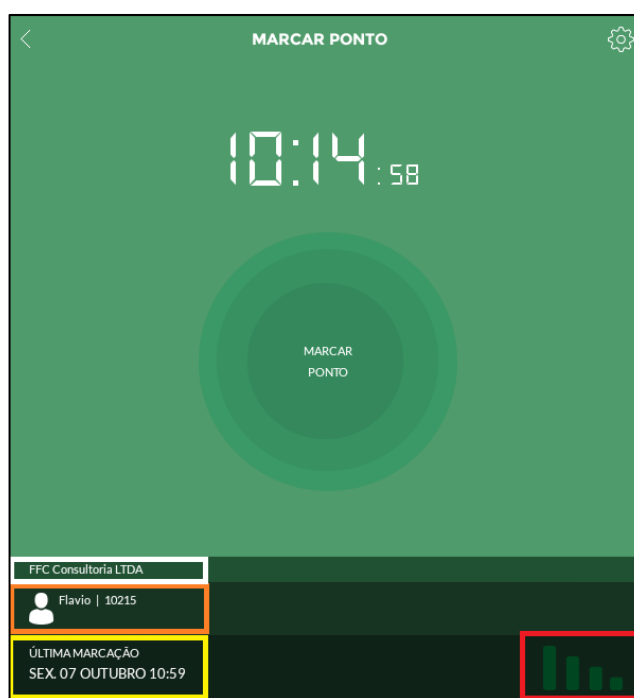 MARCAR PONTO
10:14:58
MARCAR
PONTO
FFC Consultoria LTDA
Flavio | 10215
ÚLTIMA MARCAÇÃO
SEX. 07 OUTUBRO 10:59